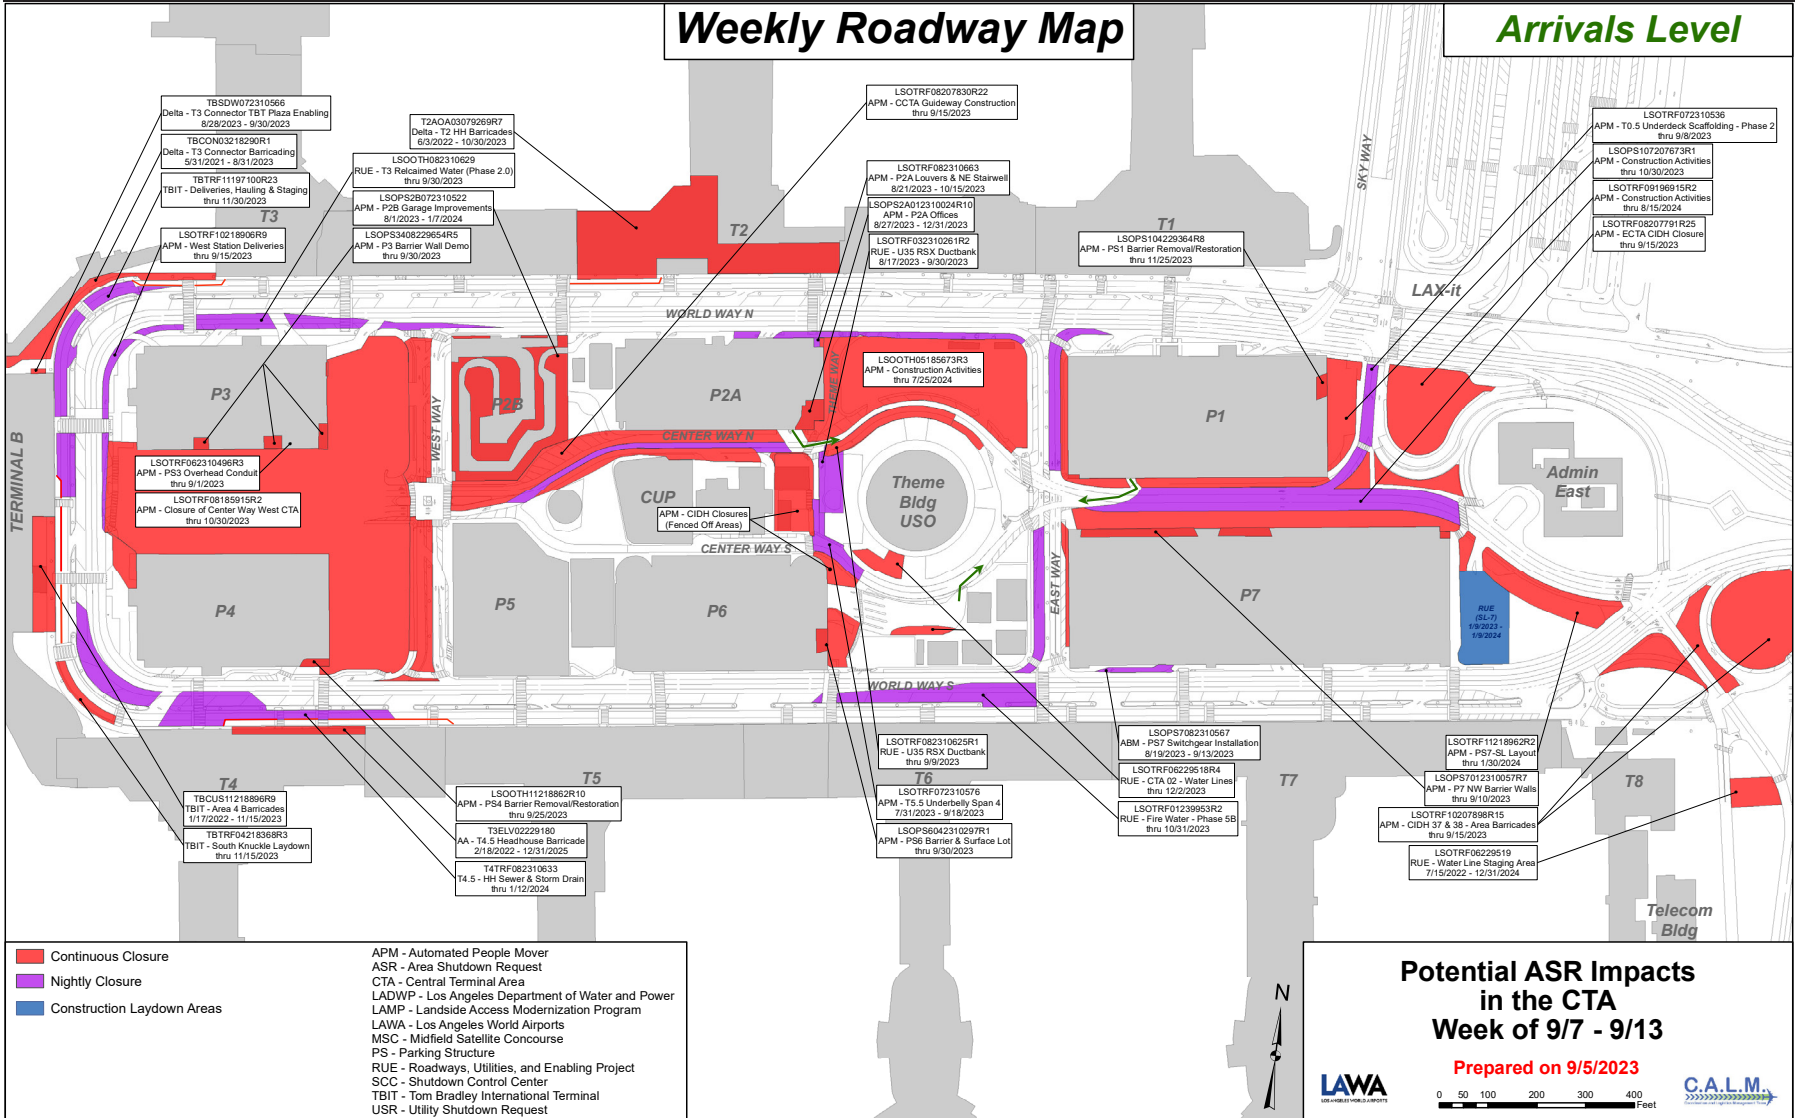 Weekly Roadway Map
Arrivals Level
TBSDW072310566
Delta - T3 Connector TBT Plaza Enabling
8/28/2023 - 9/30/2023
TBCON03218290R1
Delta - T3 Connector Barricading
5/31/2021 - 8/31/2023
TBTRF11197100R23
TBIT - Deliveries, Hauling & Staging
thru 11/30/2023
T3
LSOTRF10218906R9
APM - West Station Deliveries
thru 9/15/2023
T2AOA03079269R7
Delta - T2 HH Barricades
6/3/2022 - 10/30/2023
LSOOTH082310629
RUE - T3 Relcaimed Water (Phase 2.0)
thru 9/30/2023
LSOPS2B072310522
APM - P2B Garage Improvements
8/1/2023 - 1/7/2024
LSOPS3408229654R5
APM - P3 Barrier Wall Demo
thru 9/30/2023
T2
LSOTRF08207830R22
APM - CCTA Guideway Construction
thru 9/15/2023
LSOTRF082310663
APM - P2A Louvers & NE Stairwell
8/21/2023 - 10/15/2023
LSOPS2A012310024R10
APM - P2A Offices
8/27/2023 - 12/31/2023
LSOTRF032310261R2
RUE - U35 RSX Ductbank
8/17/2023 - 9/30/2023
T1
LSOPS104229364R8
APM - PS1 Barrier Removal/Restoration
thru 11/25/2023
SKY WAY
LSOTRF072310536
APM - T0.5 Underdeck Scaffolding - Phase 2
thru 9/8/2023
LSOPS107207673R1
APM - Construction Activities
thru 10/30/2023
LSOTRF09196915R2
APM - Construction Activities
thru 8/15/2024
LSOTRF08207791R25
APM - ECTA CIDH Closure
thru 9/15/2023
LAX-it
WORLD WAY N
P3
WEST WAY
P2B
P2A
THEME WAY
LSOOTH05185673R3
APM - Construction Activities
thru 7/25/2024
P1
CENTER WAY N
TERMINAL B
LSOTRF062310496R3
APM - PS3 Overhead Conduit
thru 9/1/2023
LSOTRF08185915R2
APM - Closure of Center Way West CTA
thru 10/30/2023
CUP
APM - CIDH Closures
(Fenced Off Areas)
Theme
Bldg
USO
Admin
East
CENTER WAY S
EAST WAY
P4
P5
P6
P7
RUE
(SL-7)
1/9/2023 -
1/9/2024
WORLD WAY S
T4
T5
T6
T7
T8
TBCUS11218896R9
TBIT - Area 4 Barricades
1/17/2022 - 11/15/2023
TBTRF04218368R3
TBIT - South Knuckle Laydown
thru 11/15/2023
LSOOTH11218862R10
APM - PS4 Barrier Removal/Restoration
thru 9/25/2023
T3ELV02229180
AA - T4.5 Headhouse Barricade
2/18/2022 - 12/31/2025
T4TRF082310633
T4.5 - HH Sewer & Storm Drain
thru 1/12/2024
LSOTRF082310625R1
RUE - U35 RSX Ductbank
thru 9/9/2023
LSOTRF072310576
APM - T5.5 Underbelly Span 4
7/31/2023 - 9/18/2023
LSOPS6042310297R1
APM - PS6 Barrier & Surface Lot
thru 9/30/2023
LSOPS7082310567
ABM - PS7 Switchgear Installation
8/19/2023 - 9/13/2023
LSOTRF06229518R4
RUE - CTA 02 - Water Lines
thru 12/2/2023
LSOTRF01239953R2
RUE - Fire Water - Phase 5B
thru 10/31/2023
LSOTRF11218962R2
APM - PS7-SL Layout
thru 1/30/2024
LSOPS7012310057R7
APM - P7 NW Barrier Walls
thru 9/10/2023
LSOTRF10207898R15
APM - CIDH 37 & 38 - Area Barricades
thru 9/15/2023
LSOTRF06229519
RUE - Water Line Staging Area
7/15/2022 - 12/31/2024
Telecom
Bldg
Continuous Closure
Nightly Closure
Construction Laydown Areas
APM - Automated People Mover
ASR - Area Shutdown Request
CTA - Central Terminal Area
LADWP - Los Angeles Department of Water and Power
LAMP - Landside Access Modernization Program
LAWA - Los Angeles World Airports
MSC - Midfield Satellite Concourse
PS - Parking Structure
RUE - Roadways, Utilities, and Enabling Project
SCC - Shutdown Control Center
TBIT - Tom Bradley International Terminal
USR - Utility Shutdown Request
N
Potential ASR Impacts
in the CTA
Week of 9/7 - 9/13
Prepared on 9/5/2023
LAWA
LOS ANGELES WORLD AIRPORTS
0 50 100 200 300 400
Feet
C.A.L.M.